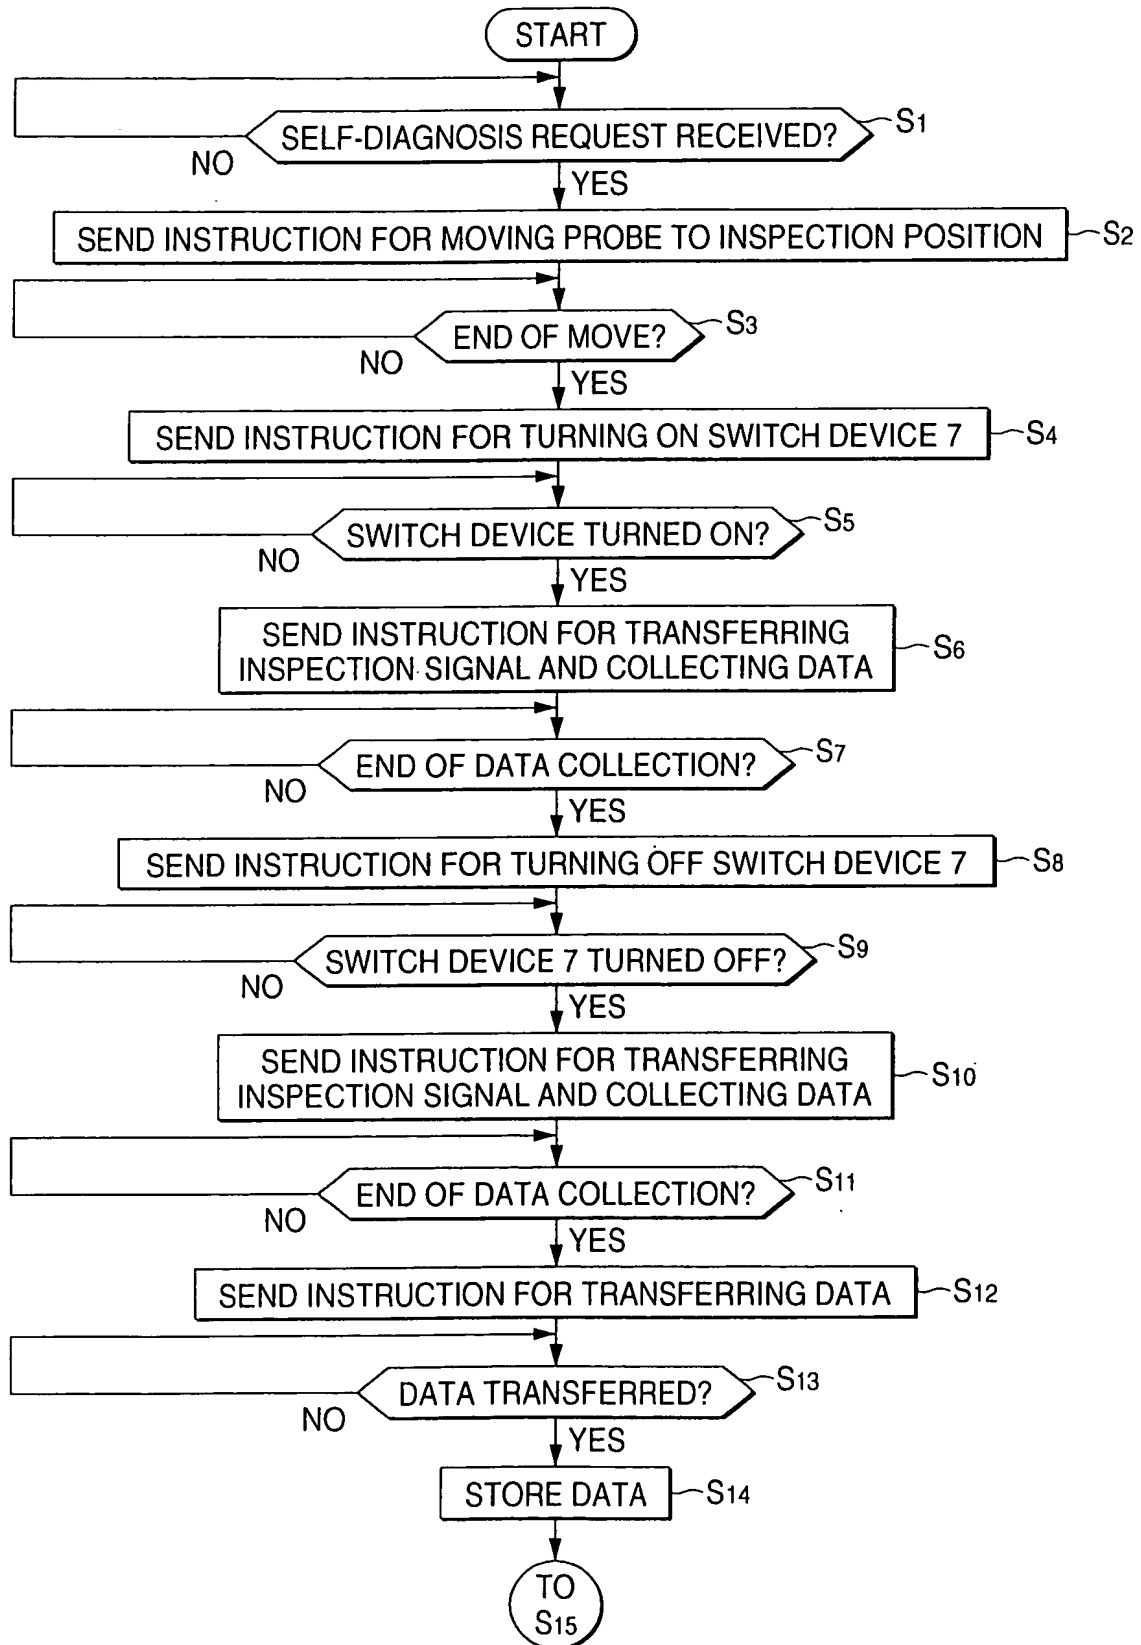 START
SELF-DIAGNOSIS REQUEST RECEIVED?
S1
NO
YES
SEND INSTRUCTION FOR MOVING PROBE TO INSPECTION POSITION
S2
END OF MOVE?
S3
NO
YES
SEND INSTRUCTION FOR TURNING ON SWITCH DEVICE 7
S4
SWITCH DEVICE TURNED ON?
S5
NO
YES
SEND INSTRUCTION FOR TRANSFERRING
INSPECTION SIGNAL AND COLLECTING DATA
S6
END OF DATA COLLECTION?
S7
NO
YES
SEND INSTRUCTION FOR TURNING OFF SWITCH DEVICE 7
S8
SWITCH DEVICE 7 TURNED OFF?
S9
NO
YES
SEND INSTRUCTION FOR TRANSFERRING
INSPECTION SIGNAL AND COLLECTING DATA
S10
END OF DATA COLLECTION?
S11
NO
YES
SEND INSTRUCTION FOR TRANSFERRING DATA
S12
DATA TRANSFERRED?
S13
NO
YES
STORE DATA
S14
TO
S15